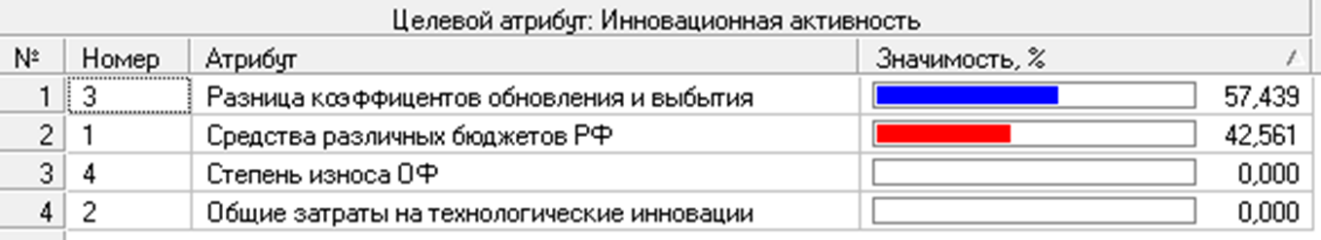 Целевой атрибут: Инновационная активность
№ Номер Атрибут Значимость, %
1 3 Разница коэффицентов обновления и выбытия 57,439
2 1 Средства различных бюджетов РФ 42,561
3 4 Степень износа ОФ 0,000
4 2 Общие затраты на технологические инновации 0,000